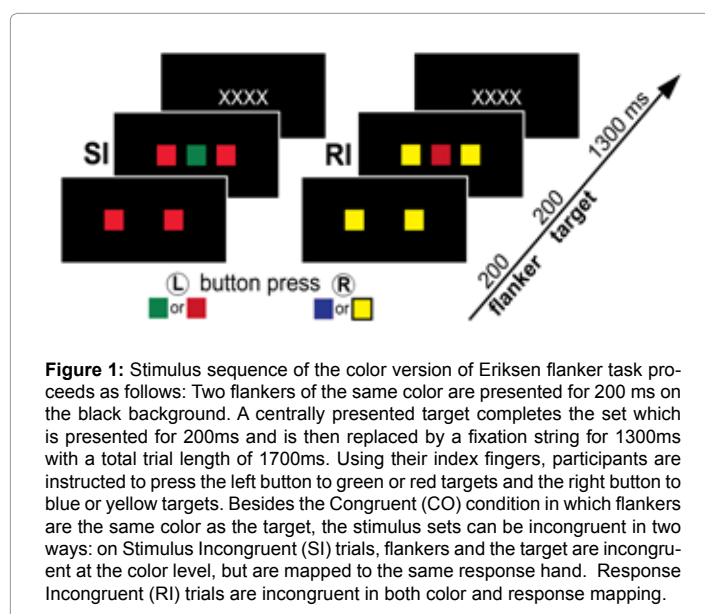 XXXX XXXX
SI RI
1300 ms
200 target
200 flanker
L button press R
or or
Figure 1: Stimulus sequence of the color version of Eriksen flanker task pro-
ceeds as follows: Two flankers of the same color are presented for 200 ms on
the black background. A centrally presented target completes the set which
is presented for 200ms and is then replaced by a fixation string for 1300ms
with a total trial length of 1700ms. Using their index fingers, participants are
instructed to press the left button to green or red targets and the right button to
blue or yellow targets. Besides the Congruent (CO) condition in which flankers
are the same color as the target, the stimulus sets can be incongruent in two
ways: on Stimulus Incongruent (SI) trials, flankers and the target are incongru-
ent at the color level, but are mapped to the same response hand. Response
Incongruent (RI) trials are incongruent in both color and response mapping.